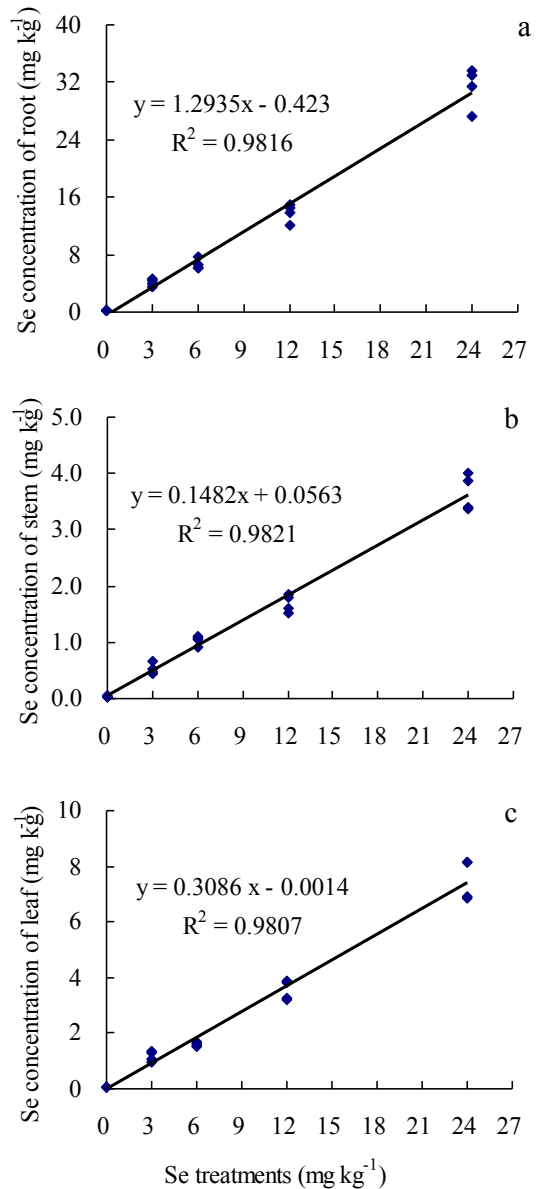 a
Se concentration of root (mg kg⁻¹)
40
32
24
16
8
0
y = 1.2935x - 0.423
R² = 0.9816
0 3 6 9 12 15 18 21 24 27
b
Se concentration of stem (mg kg⁻¹)
5.0
4.0
3.0
2.0
1.0
0.0
y = 0.1482x + 0.0563
R² = 0.9821
0 3 6 9 12 15 18 21 24 27
c
Se concentration of leaf (mg kg⁻¹)
10
8
6
4
2
0
y = 0.3086 x - 0.0014
R² = 0.9807
0 3 6 9 12 15 18 21 24 27
Se treatments (mg kg⁻¹)